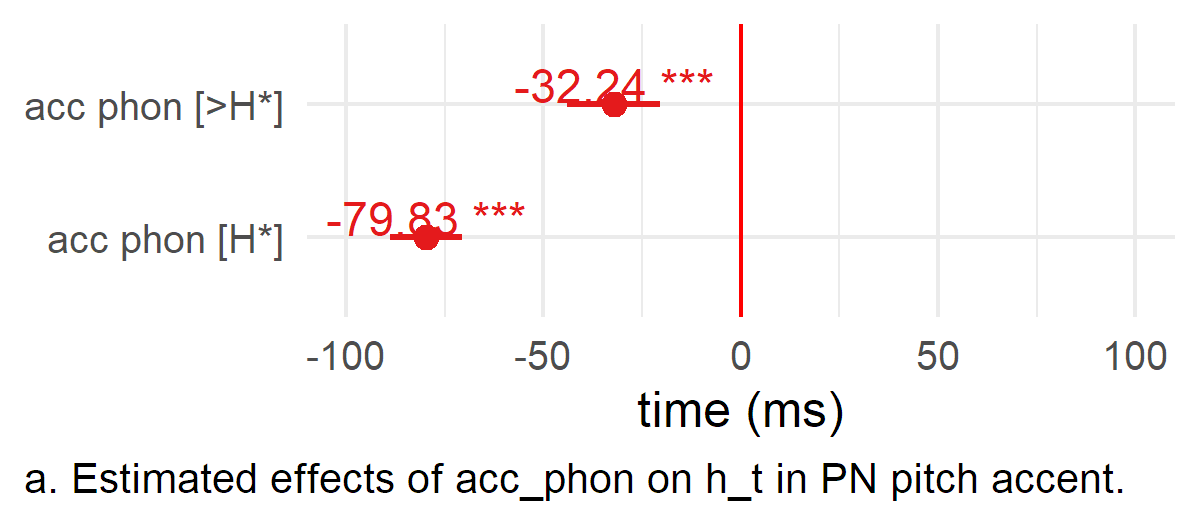 -32.24 ***
acc phon [>H*]
-79.83 ***
acc phon [H*]
-100 -50 0 50 100
time (ms)
a. Estimated effects of acc_phon on h_t in PN pitch accent.